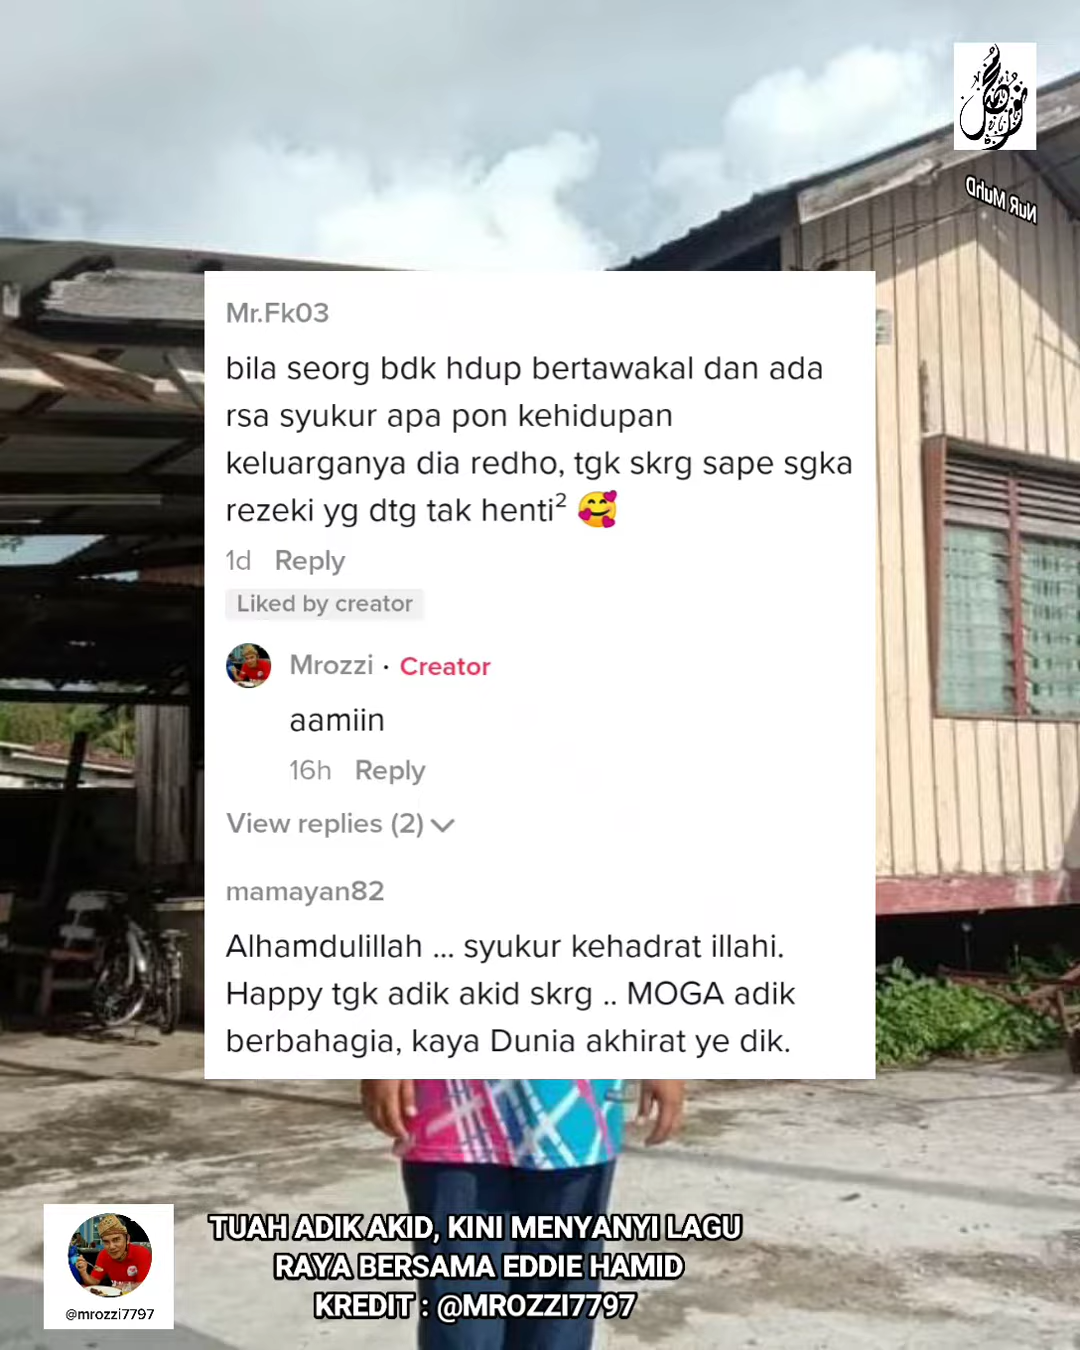 نور محمد
NuR MuhD
Mr.Fk03
bila seorg bdk hdup bertawakal dan ada
rsa syukur apa pon kehidupan
keluarganya dia redho, tgk skrg sape sgka
rezeki yg dtg tak henti² 🥰
1d Reply
Liked by creator
Mrozzi · Creator
aamiin
16h Reply
View replies (2)
mamayan82
Alhamdulillah ... syukur kehadrat illahi.
Happy tgk adik akid skrg .. MOGA adik
berbahagia, kaya Dunia akhirat ye dik.
@mrozzi7797
TUAH ADIK AKID, KINI MENYANYI LAGU
RAYA BERSAMA EDDIE HAMID
KREDIT : @MROZZI7797